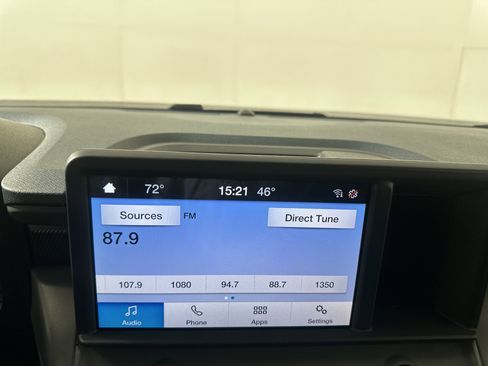 72° 15:21 46°
Sources FM Direct Tune
87.9
107.9 1080 94.7 88.7 1350
Audio Phone Apps Settings